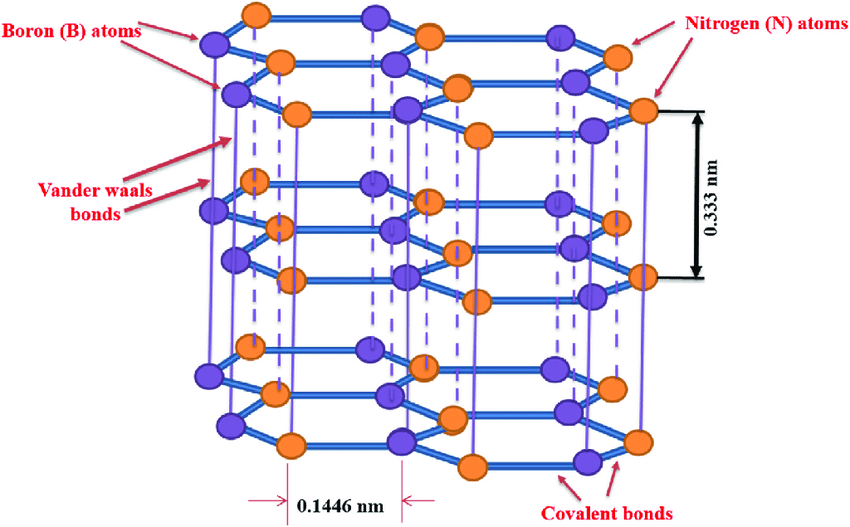 Boron (B) atoms
Nitrogen (N) atoms
Vander waals
bonds
0.333 nm
0.1446 nm
Covalent bonds